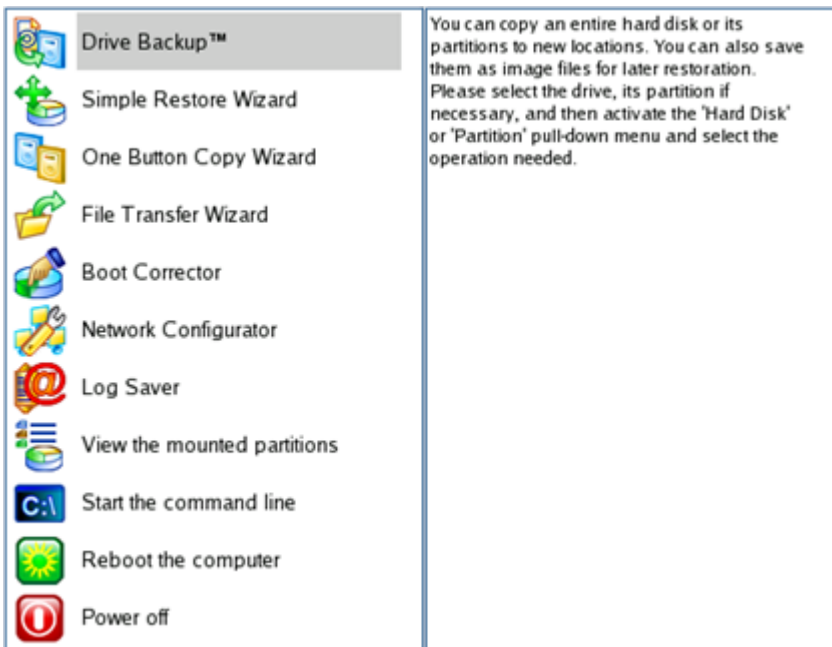 Drive Backup™
Simple Restore Wizard
One Button Copy Wizard
File Transfer Wizard
Boot Corrector
Network Configurator
@
Log Saver
View the mounted partitions
C:\
Start the command line
Reboot the computer
Power off
You can copy an entire hard disk or its
partitions to new locations. You can also save
them as image files for later restoration.
Please select the drive, its partition if
necessary, and then activate the 'Hard Disk'
or 'Partition' pull-down menu and select the
operation needed.